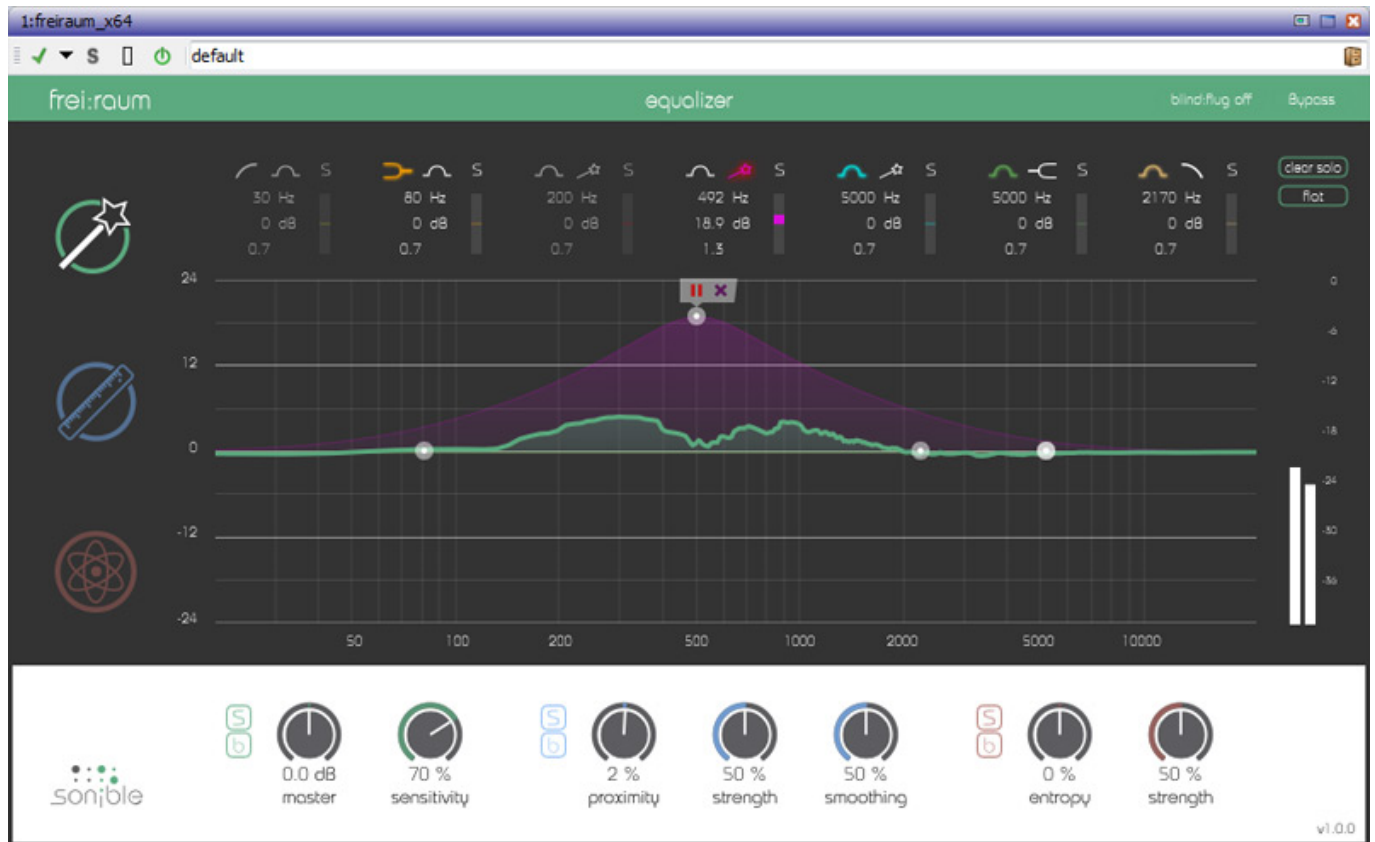 1:freiraum_x64
S default
frei:raum equalizer blind:flug off Bypass
S S S S S S S clear solo
30 Hz 80 Hz 200 Hz 492 Hz 5000 Hz 5000 Hz 2170 Hz flat
0 dB 0 dB 0 dB 18.9 dB 0 dB 0 dB 0 dB
0.7 0.7 0.7 1.3 0.7 0.7 0.7
24 0
-6
12 -12
-18
0
-24
-12 -30
-36
-24
50 100 200 500 1000 2000 5000 10000
S S S
b b b
0.0 dB 70 % 2 % 50 % 50 % 0 % 50 %
sonible master sensitivity proximity strength smoothing entropy strength
v1.0.0